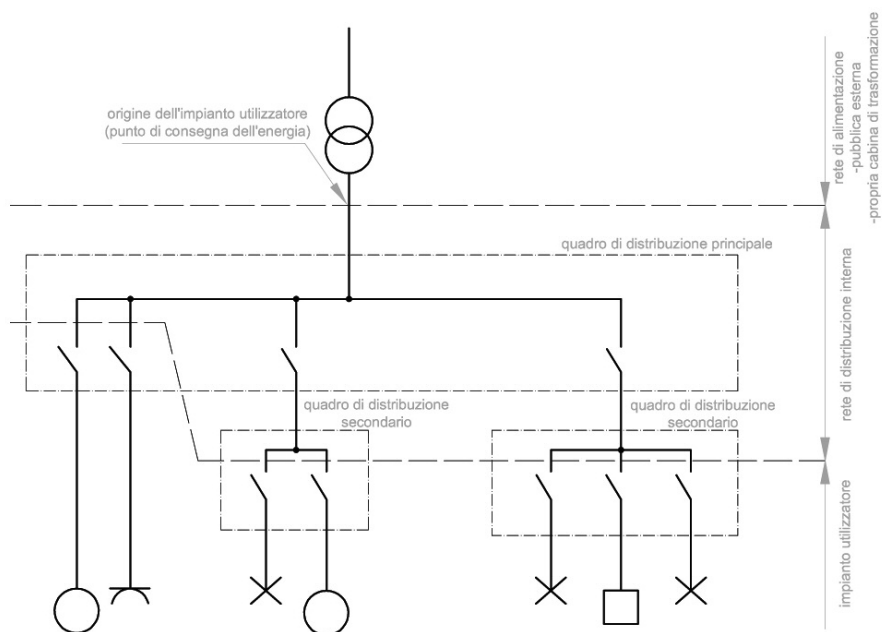 origine dell'impianto utilizzatore
(punto di consegna dell'energia)
rete di alimentazione
-pubblica esterna
-propria cabina di trasformazione
quadro di distribuzione principale
rete di distribuzione interna
quadro di distribuzione
secondario
quadro di distribuzione
secondario
impianto utilizzatore